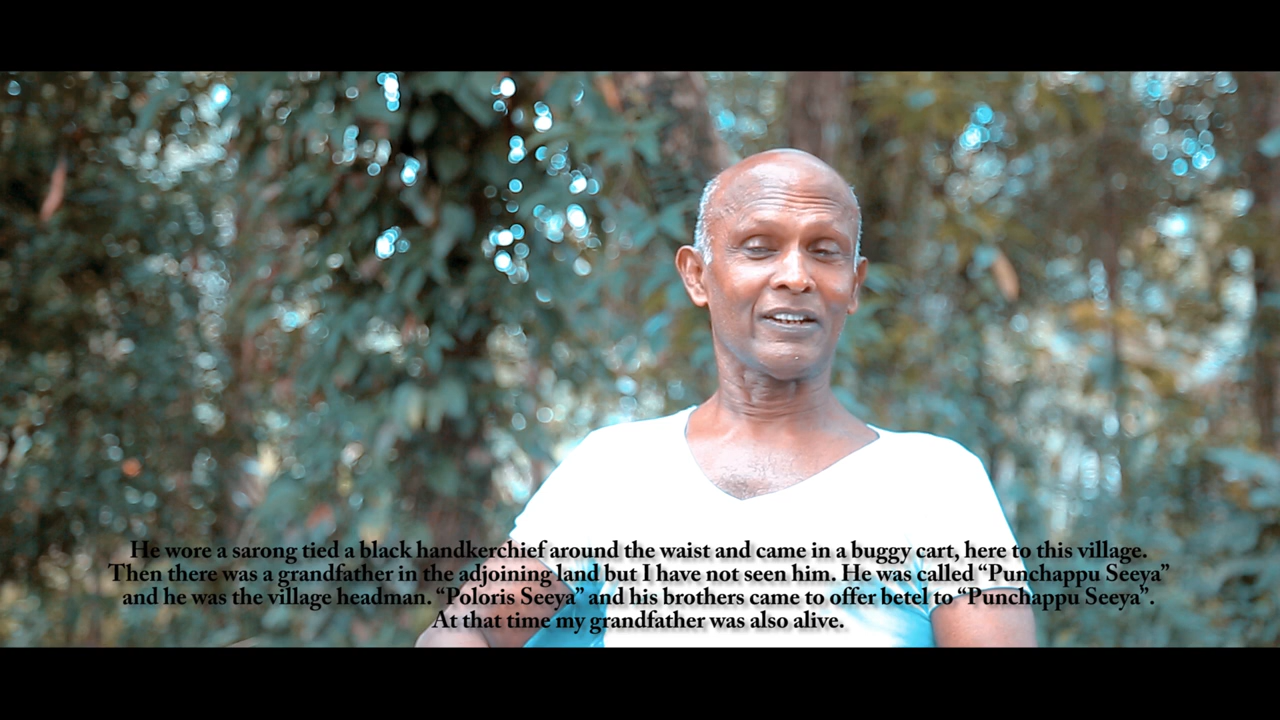 He wore a sarong tied a black handkerchief around the waist and came in a buggy cart, here to this village.
Then there was a grandfather in the adjoining land but I have not seen him. He was called “Punchappu Seeya”
and he was the village headman. “Poloris Seeya” and his brothers came to offer betel to “Punchappu Seeya”.
At that time my grandfather was also alive.